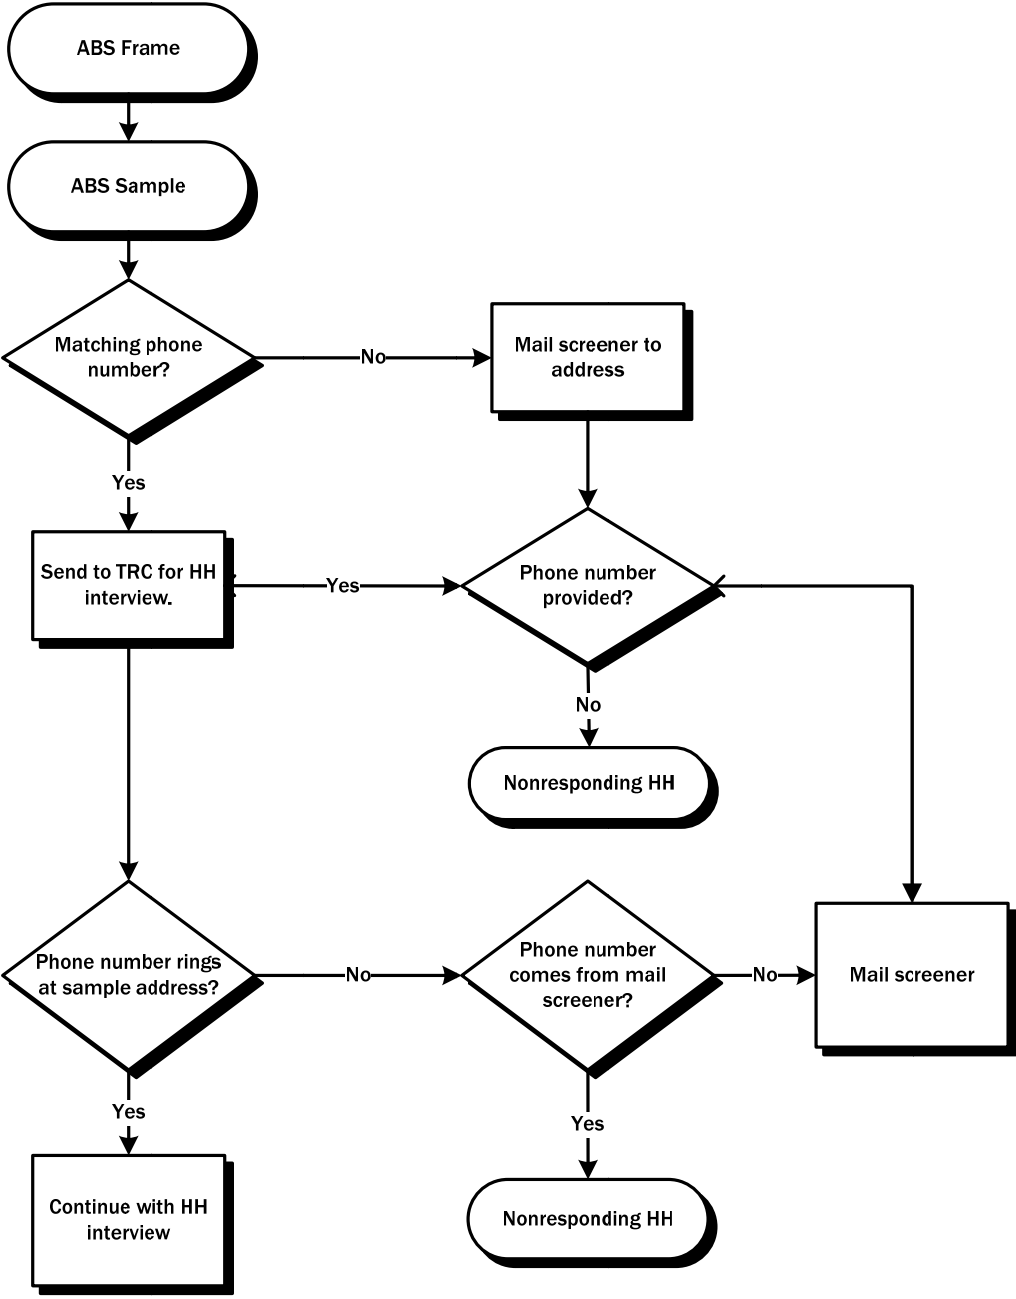 ABS Frame
ABS Sample
Matching phone
number?
No
Mail screener to
address
Yes
Send to TRC for HH
interview.
Yes
Phone number
provided?
No
Nonresponding HH
Phone number rings
at sample address?
No
Phone number
comes from mail
screener?
No
Mail screener
Yes
Continue with HH
interview
Yes
Nonresponding HH